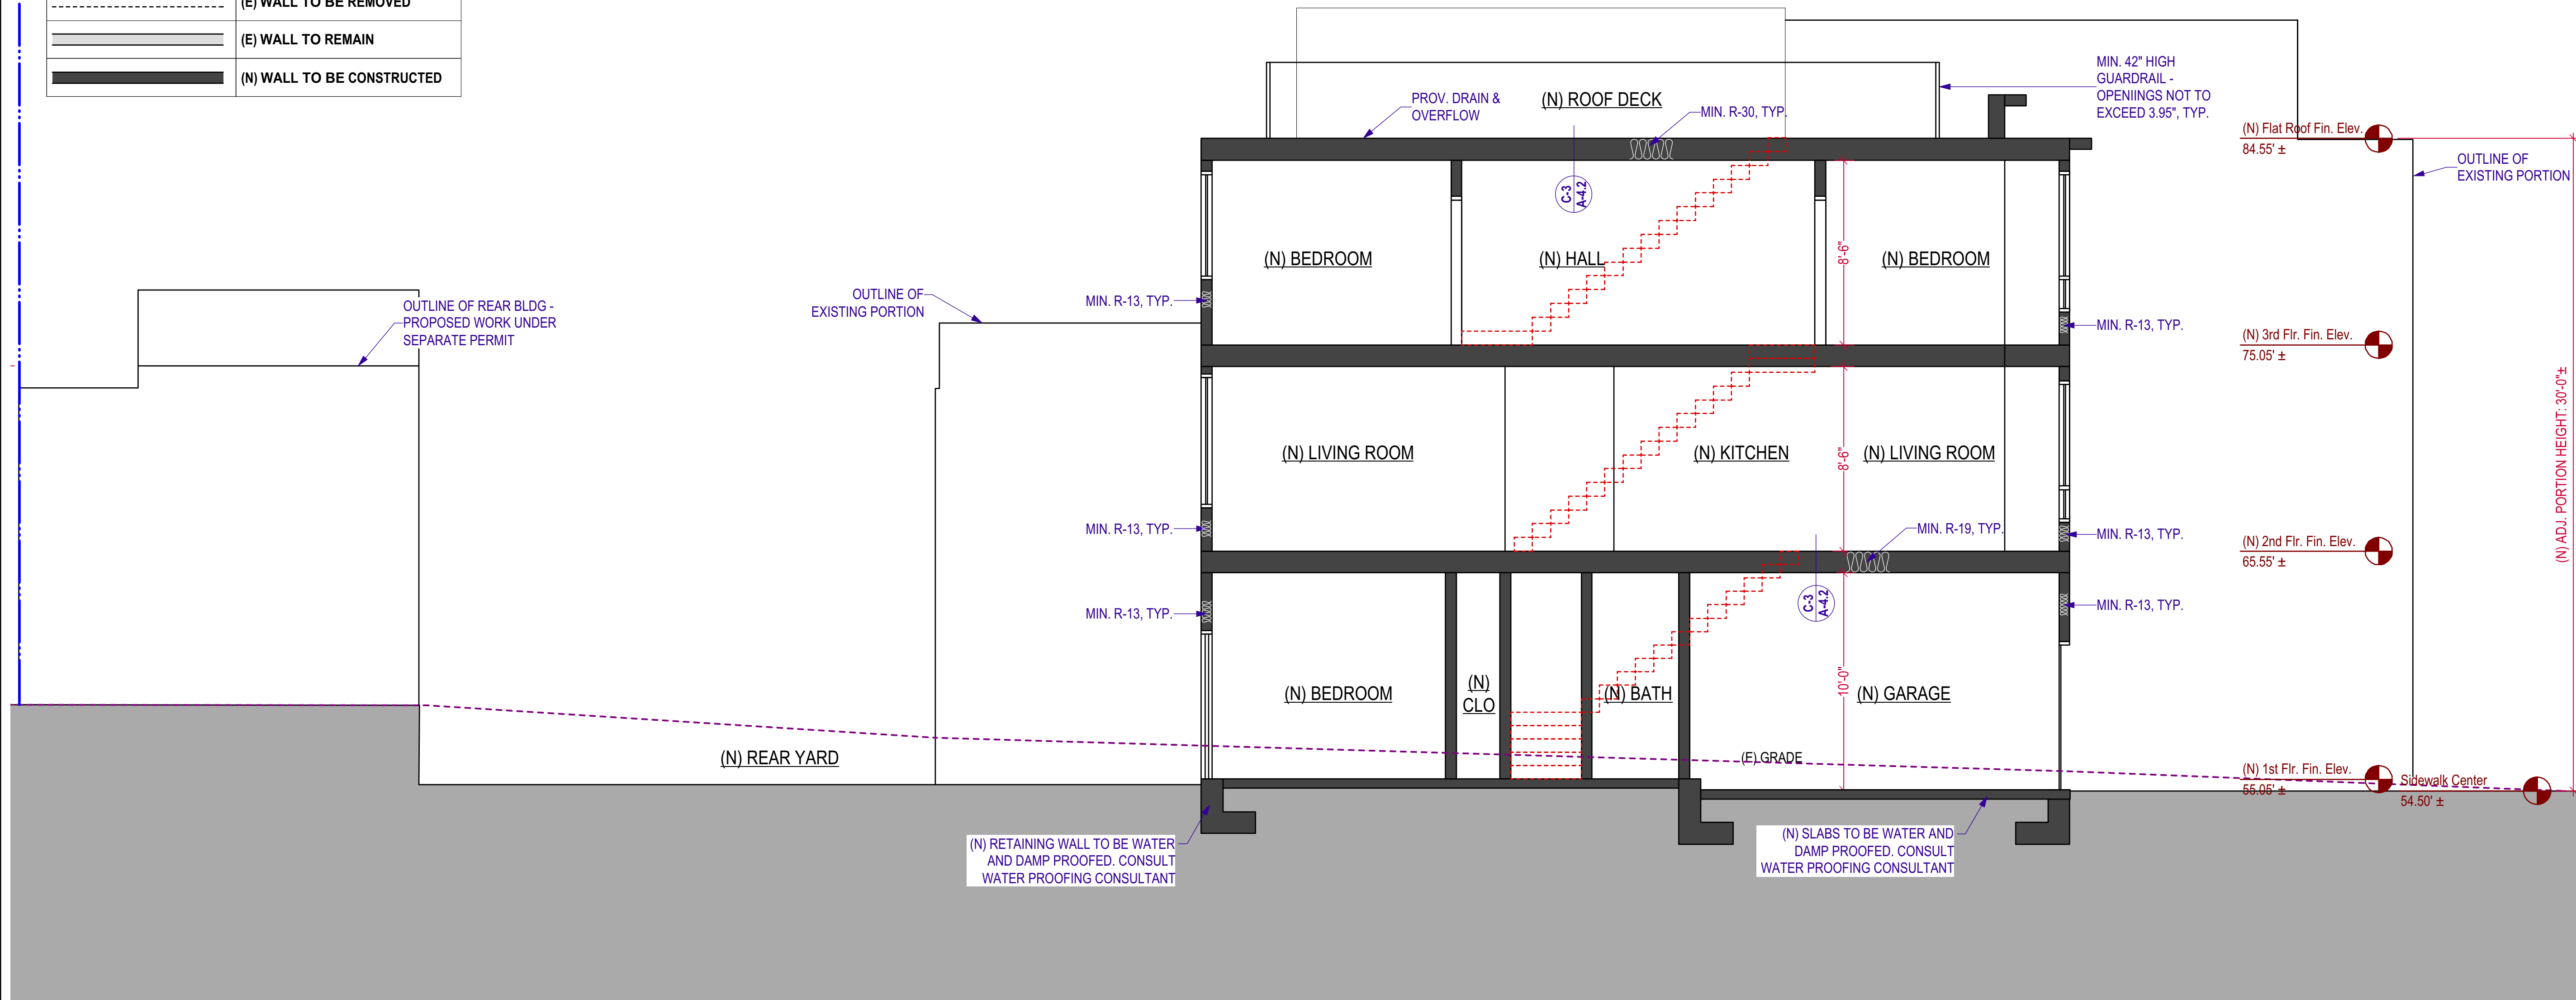 (E) WALL TO BE REMOVED
(E) WALL TO REMAIN
(N) WALL TO BE CONSTRUCTED
PROV. DRAIN &
OVERFLOW
(N) ROOF DECK
MIN. R-30, TYP.
MIN. 42" HIGH
GUARDRAIL -
OPENIINGS NOT TO
EXCEED 3.95", TYP.
(N) Flat Roof Fin. Elev.
84.55' ±
OUTLINE OF
EXISTING PORTION
C-3
A-4.2
(N) BEDROOM
(N) HALL
8'-6"
(N) BEDROOM
OUTLINE OF REAR BLDG -
PROPOSED WORK UNDER
SEPARATE PERMIT
OUTLINE OF
EXISTING PORTION
MIN. R-13, TYP.
MIN. R-13, TYP.
(N) 3rd Flr. Fin. Elev.
75.05' ±
(N) LIVING ROOM
(N) KITCHEN
8'-6"
(N) LIVING ROOM
(N) ADJ. PORTION HEIGHT: 30'-0"±
MIN. R-13, TYP.
MIN. R-19, TYP.
MIN. R-13, TYP.
(N) 2nd Flr. Fin. Elev.
65.55' ±
MIN. R-13, TYP.
C-3
A-4.2
MIN. R-13, TYP.
(N) BEDROOM
(N)
CLO
(N) BATH
10'-0"
(N) GARAGE
(N) REAR YARD
(E) GRADE
(N) 1st Flr. Fin. Elev.
55.05' ±
Sidewalk Center
54.50' ±
(N) RETAINING WALL TO BE WATER
AND DAMP PROOFED. CONSULT
WATER PROOFING CONSULTANT
(N) SLABS TO BE WATER AND
DAMP PROOFED. CONSULT
WATER PROOFING CONSULTANT